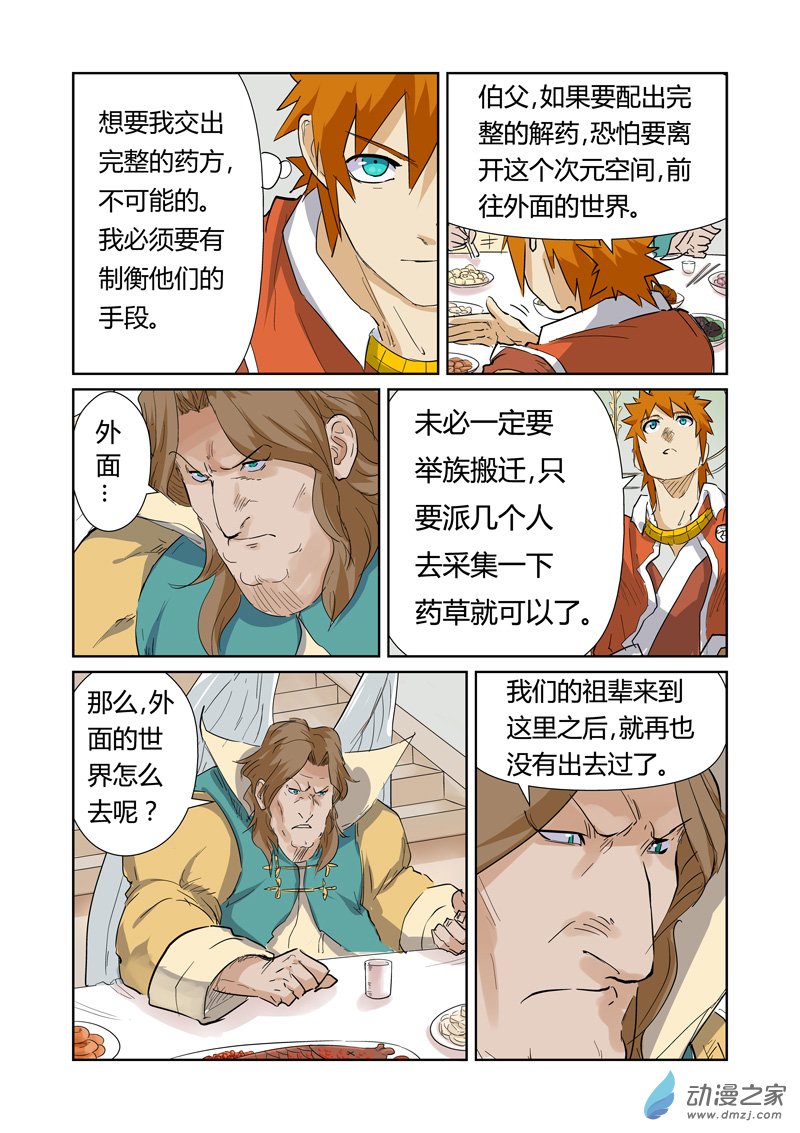 想要我交出
完整的药方，
不可能的。
我必须要有
制衡他们的
手段。
伯父，如果要配出完
整的解药，恐怕要离
开这个次元空间，前
往外面的世界。
外
面
…
未必一定要
举族搬迁，只
要派几个人
去采集一下
药草就可以了。
那么，外
面的世
界怎么
去呢？
我们的祖辈来到
这里之后，就再也
没有出去过了。
动漫之家
www.dmzj.com